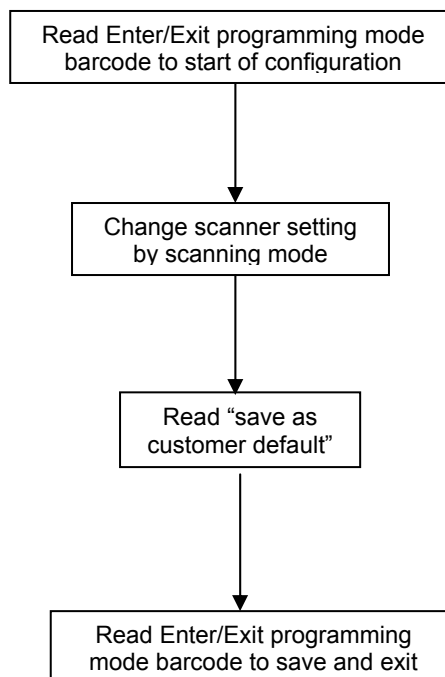 Read Enter/Exit programming mode
barcode to start of configuration
Change scanner setting
by scanning mode
Read “save as
customer default”
Read Enter/Exit programming
mode barcode to save and exit